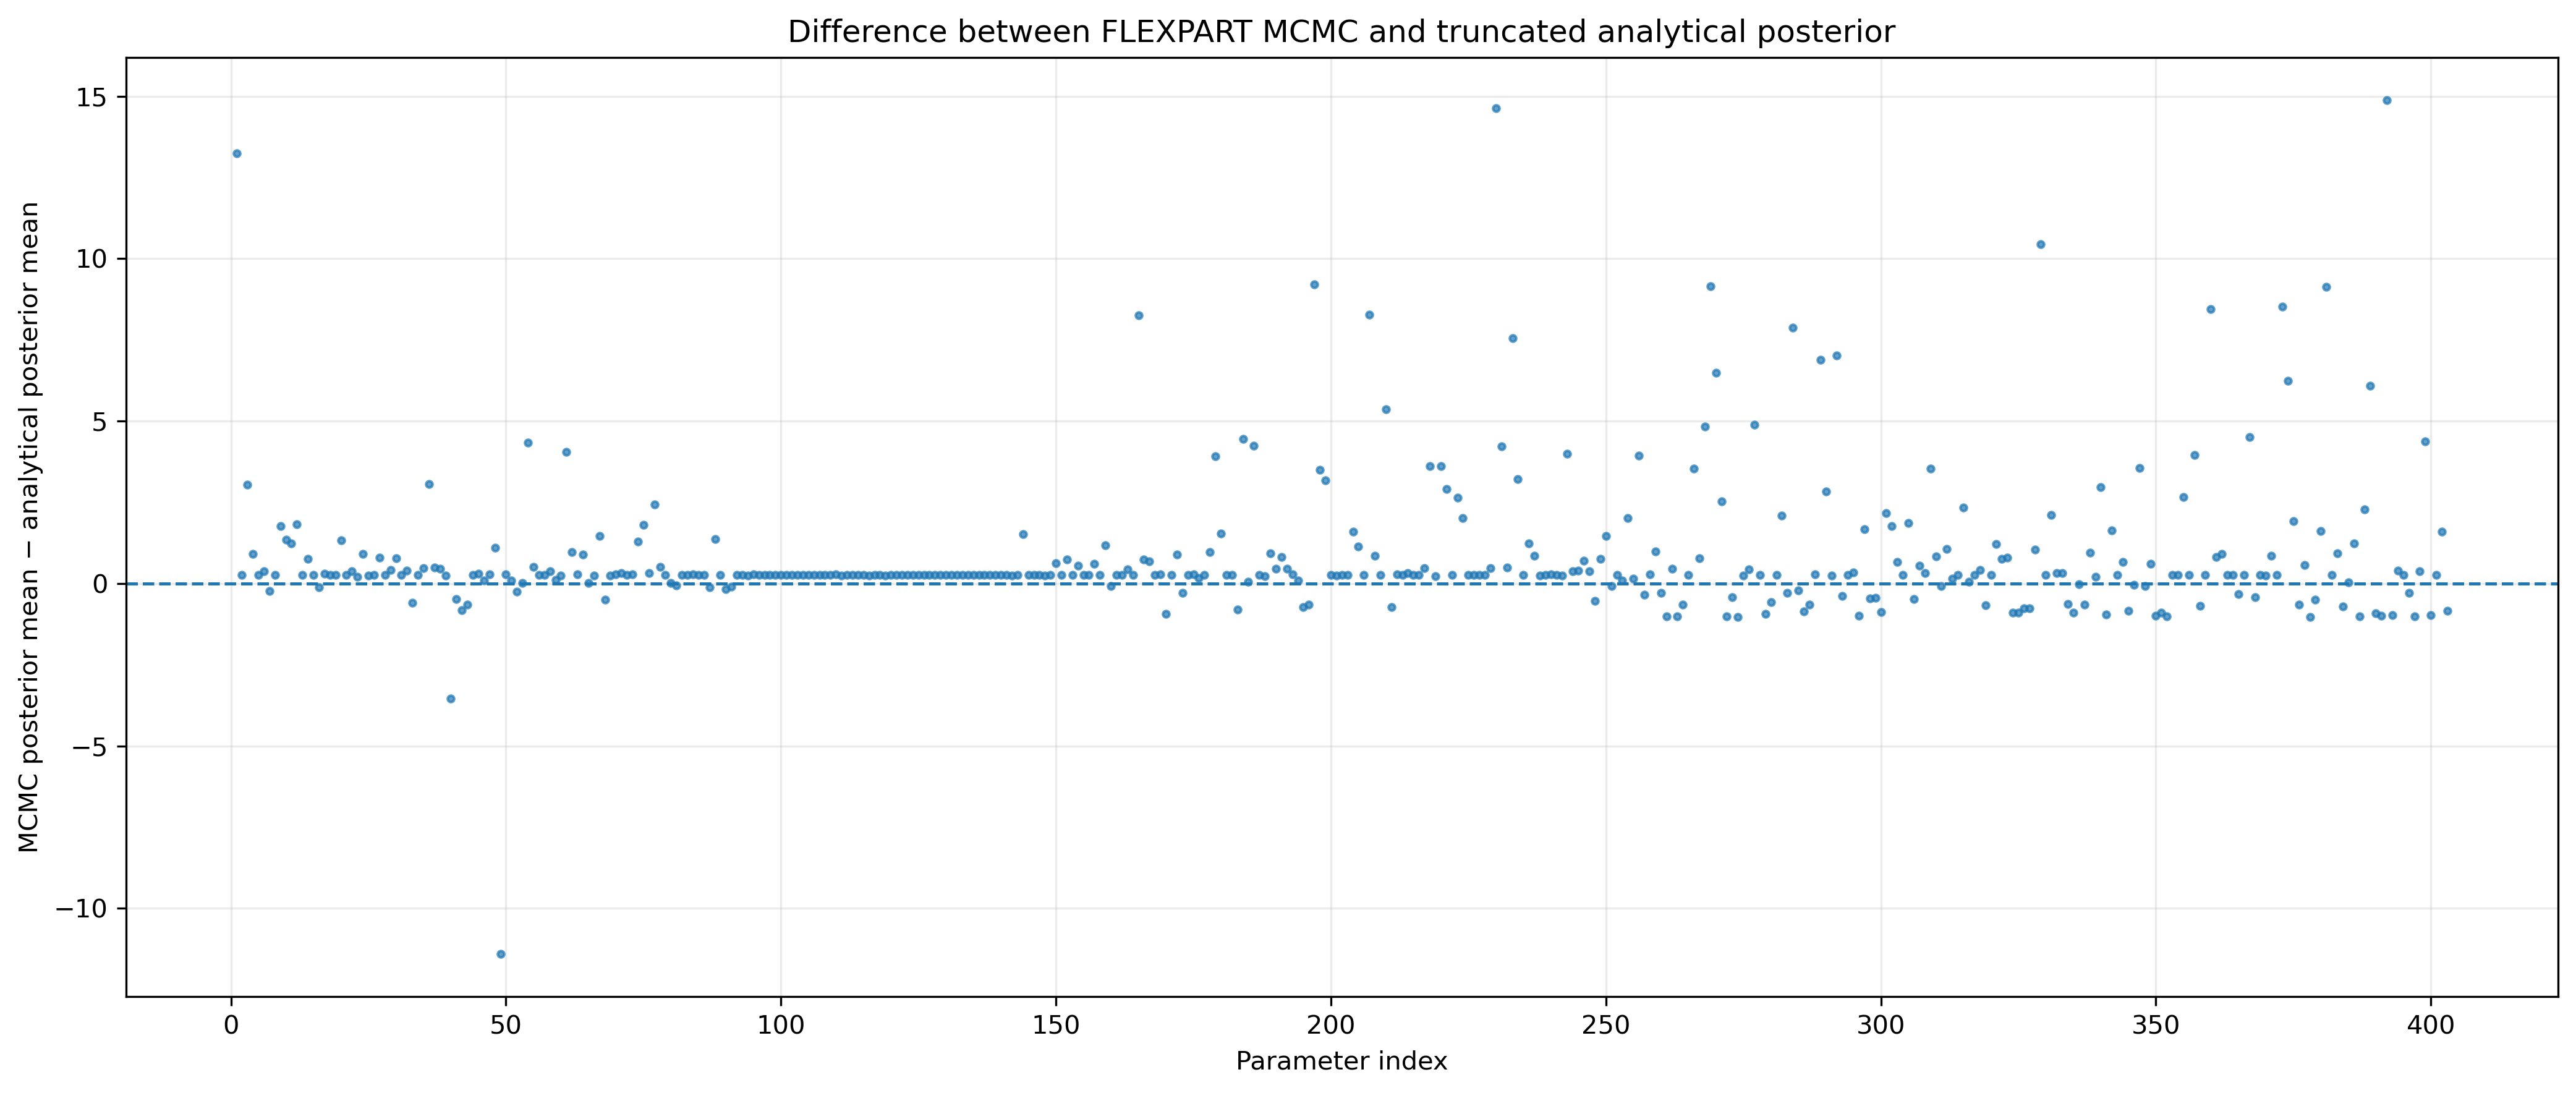 Difference between FLEXPART MCMC and truncated analytical posterior
MCMC posterior mean − analytical posterior mean
15
10
5
0
−5
−10
0 50 100 150 200 250 300 350 400
Parameter index